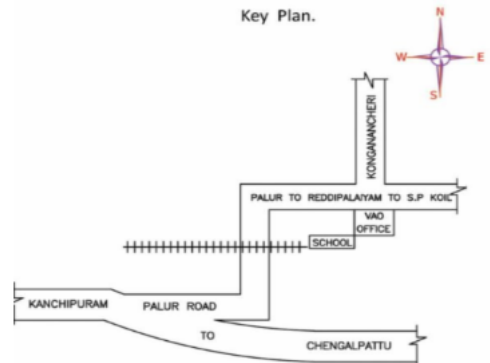 Key Plan.
N
W
E
S
KONGANANCHERI
PALUR TO REDDIPALAIYAM TO S.P KOIL
VAO
OFFICE
SCHOOL
KANCHIPURAM
PALUR ROAD
TO
CHENGALPATTU